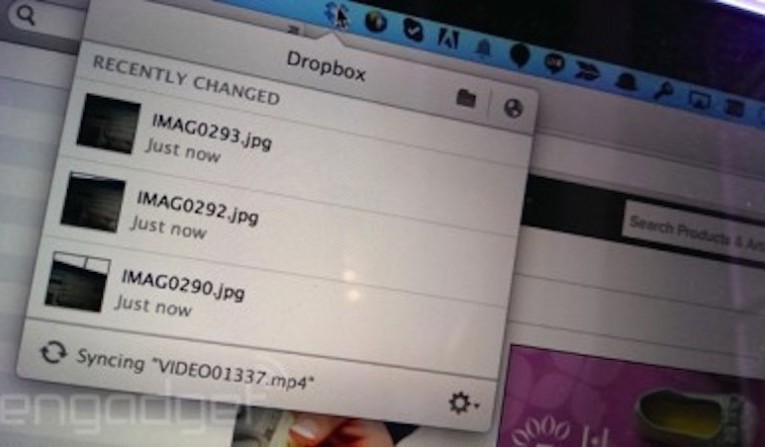 Dropbox
RECENTLY CHANGED
IMAG0293.jpg
Just now
IMAG0292.jpg
Just now
IMAG0290.jpg
Just now
Syncing "VIDEO01337.mp4"
Search Products & Arti
engadget